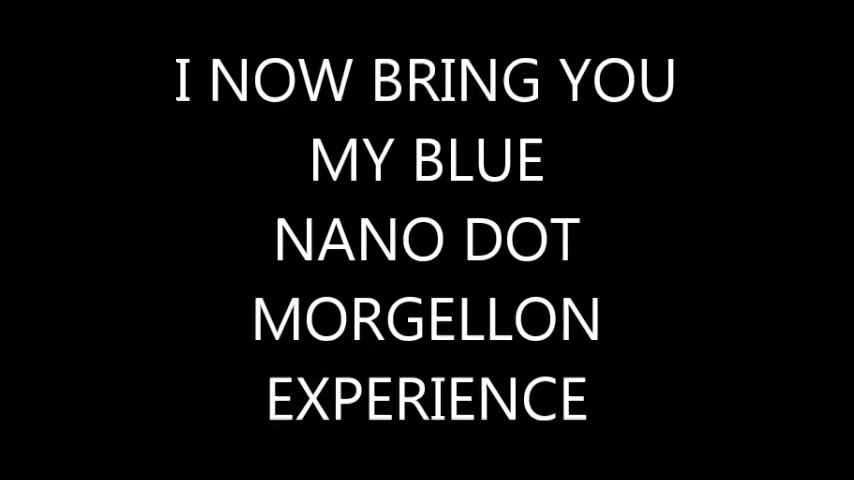 I NOW BRING YOU
MY BLUE
NANO DOT
MORGELLON
EXPERIENCE